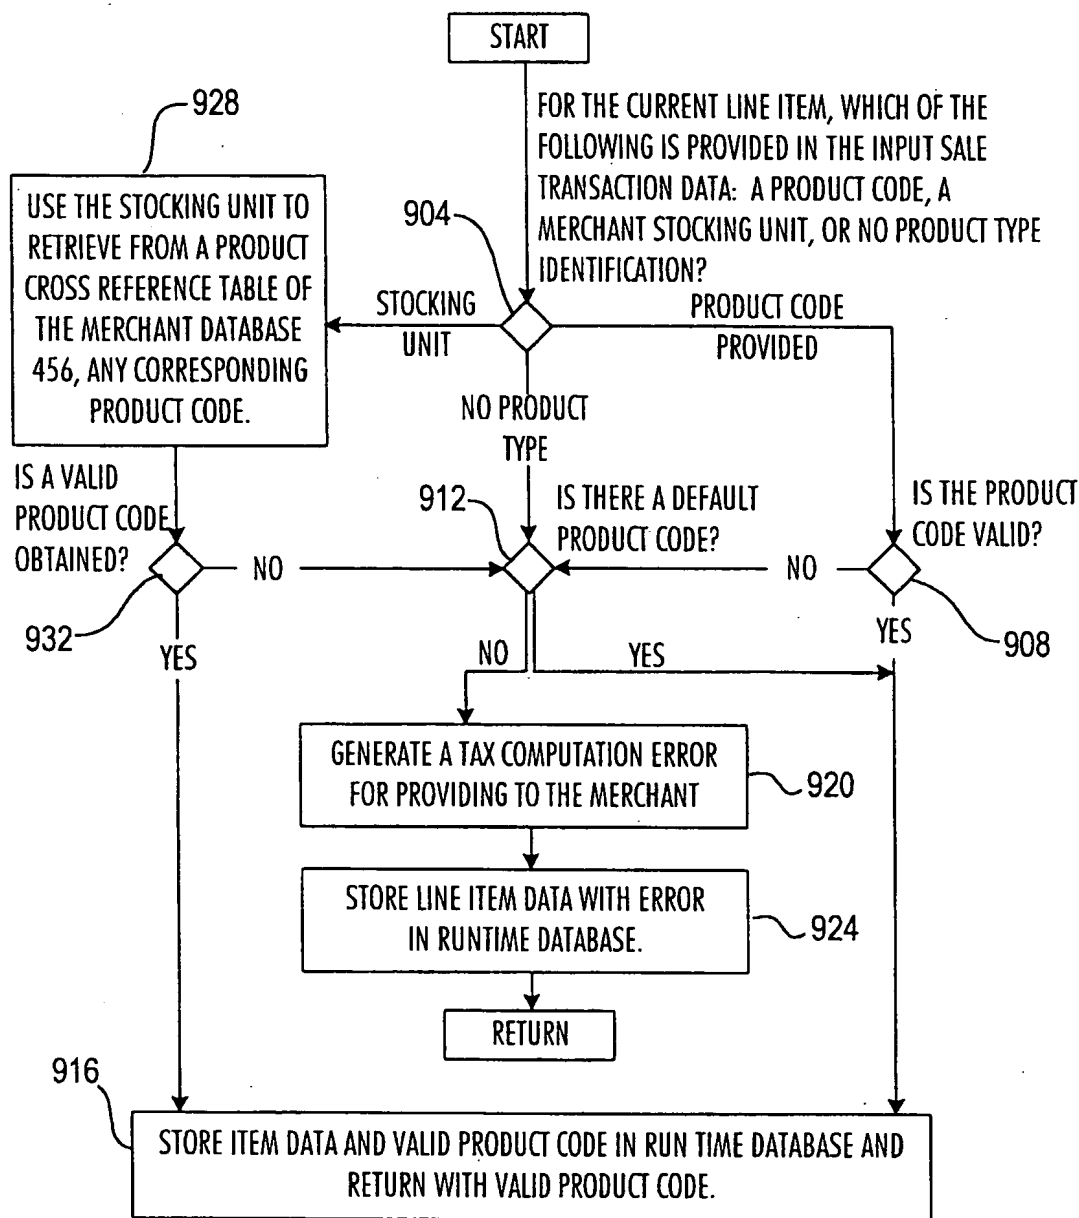 START
FOR THE CURRENT LINE ITEM, WHICH OF THE
FOLLOWING IS PROVIDED IN THE INPUT SALE
TRANSACTION DATA: A PRODUCT CODE, A
MERCHANT STOCKING UNIT, OR NO PRODUCT TYPE
IDENTIFICATION?
928
USE THE STOCKING UNIT TO
RETRIEVE FROM A PRODUCT
CROSS REFERENCE TABLE OF
THE MERCHANT DATABASE
456, ANY CORRESPONDING
PRODUCT CODE.
904
STOCKING
UNIT
PRODUCT CODE
PROVIDED
NO PRODUCT
TYPE
IS A VALID
PRODUCT CODE
OBTAINED?
912
IS THERE A DEFAULT
PRODUCT CODE?
IS THE PRODUCT
CODE VALID?
NO
NO
932
908
YES
NO
YES
YES
GENERATE A TAX COMPUTATION ERROR
FOR PROVIDING TO THE MERCHANT
920
STORE LINE ITEM DATA WITH ERROR
IN RUNTIME DATABASE.
924
RETURN
916
STORE ITEM DATA AND VALID PRODUCT CODE IN RUN TIME DATABASE AND
RETURN WITH VALID PRODUCT CODE.